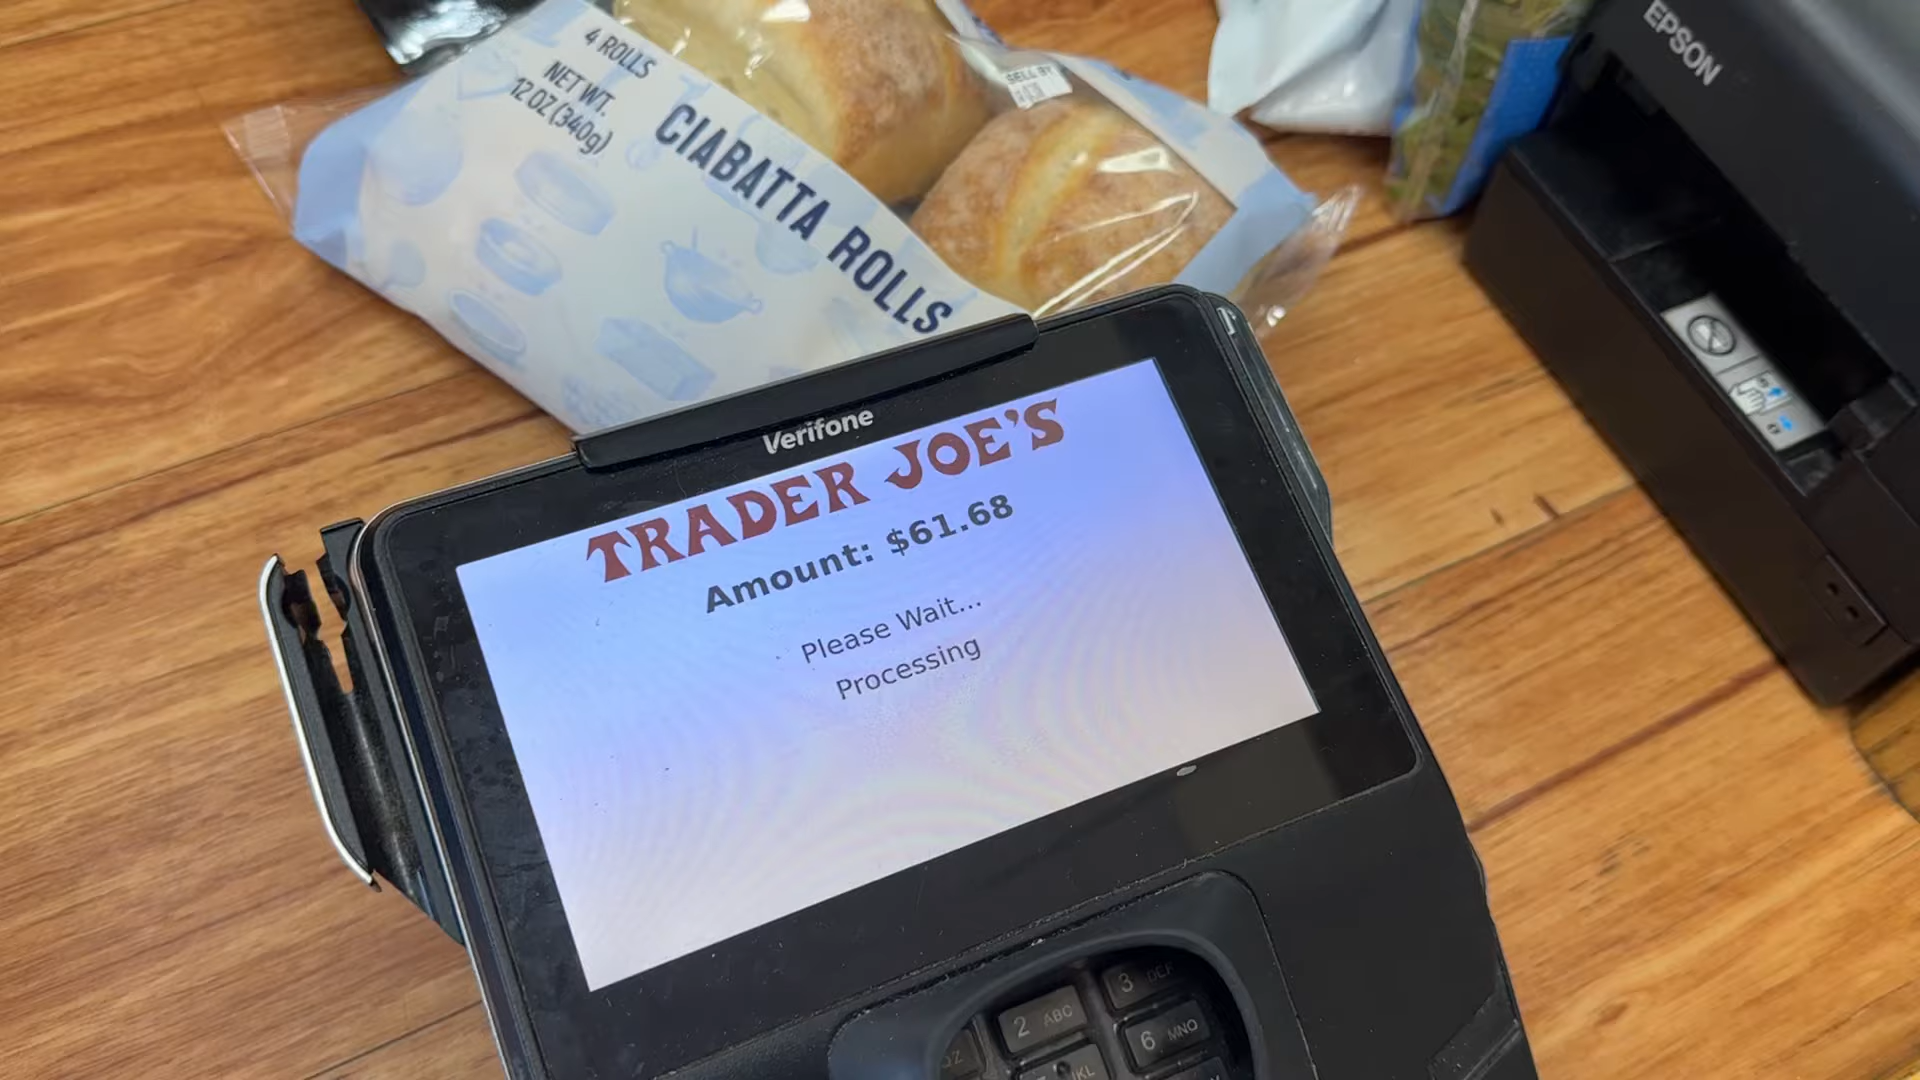 4 ROLLS
NET WT.
12 OZ (340g)
CIABATTA ROLLS
SELL BY
EPSON
Verifone
TRADER JOE'S
Amount: $61.68
Please Wait...
Processing
2 ABC
3 DEF
6 MNO